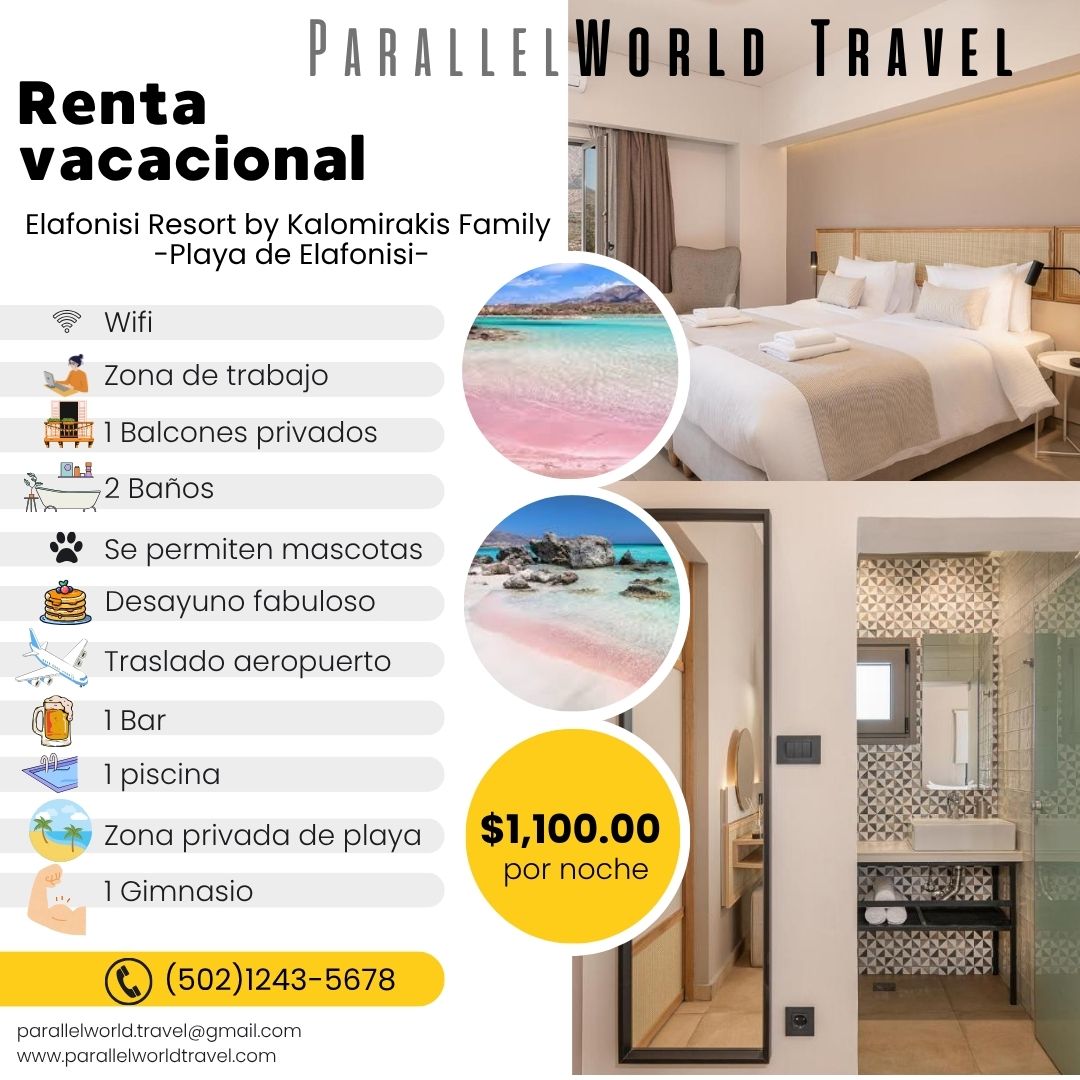 ParallelWorld Travel
Renta
vacacional
Elafonisi Resort by Kalomirakis Family
-Playa de Elafonisi-
Wifi
Zona de trabajo
1 Balcones privados
2 Baños
Se permiten mascotas
Desayuno fabuloso
Traslado aeropuerto
1 Bar
1 piscina
Zona privada de playa
1 Gimnasio
$1,100.00
por noche
(502)1243-5678
parallelworld.travel@gmail.com
www.parallelworldtravel.com